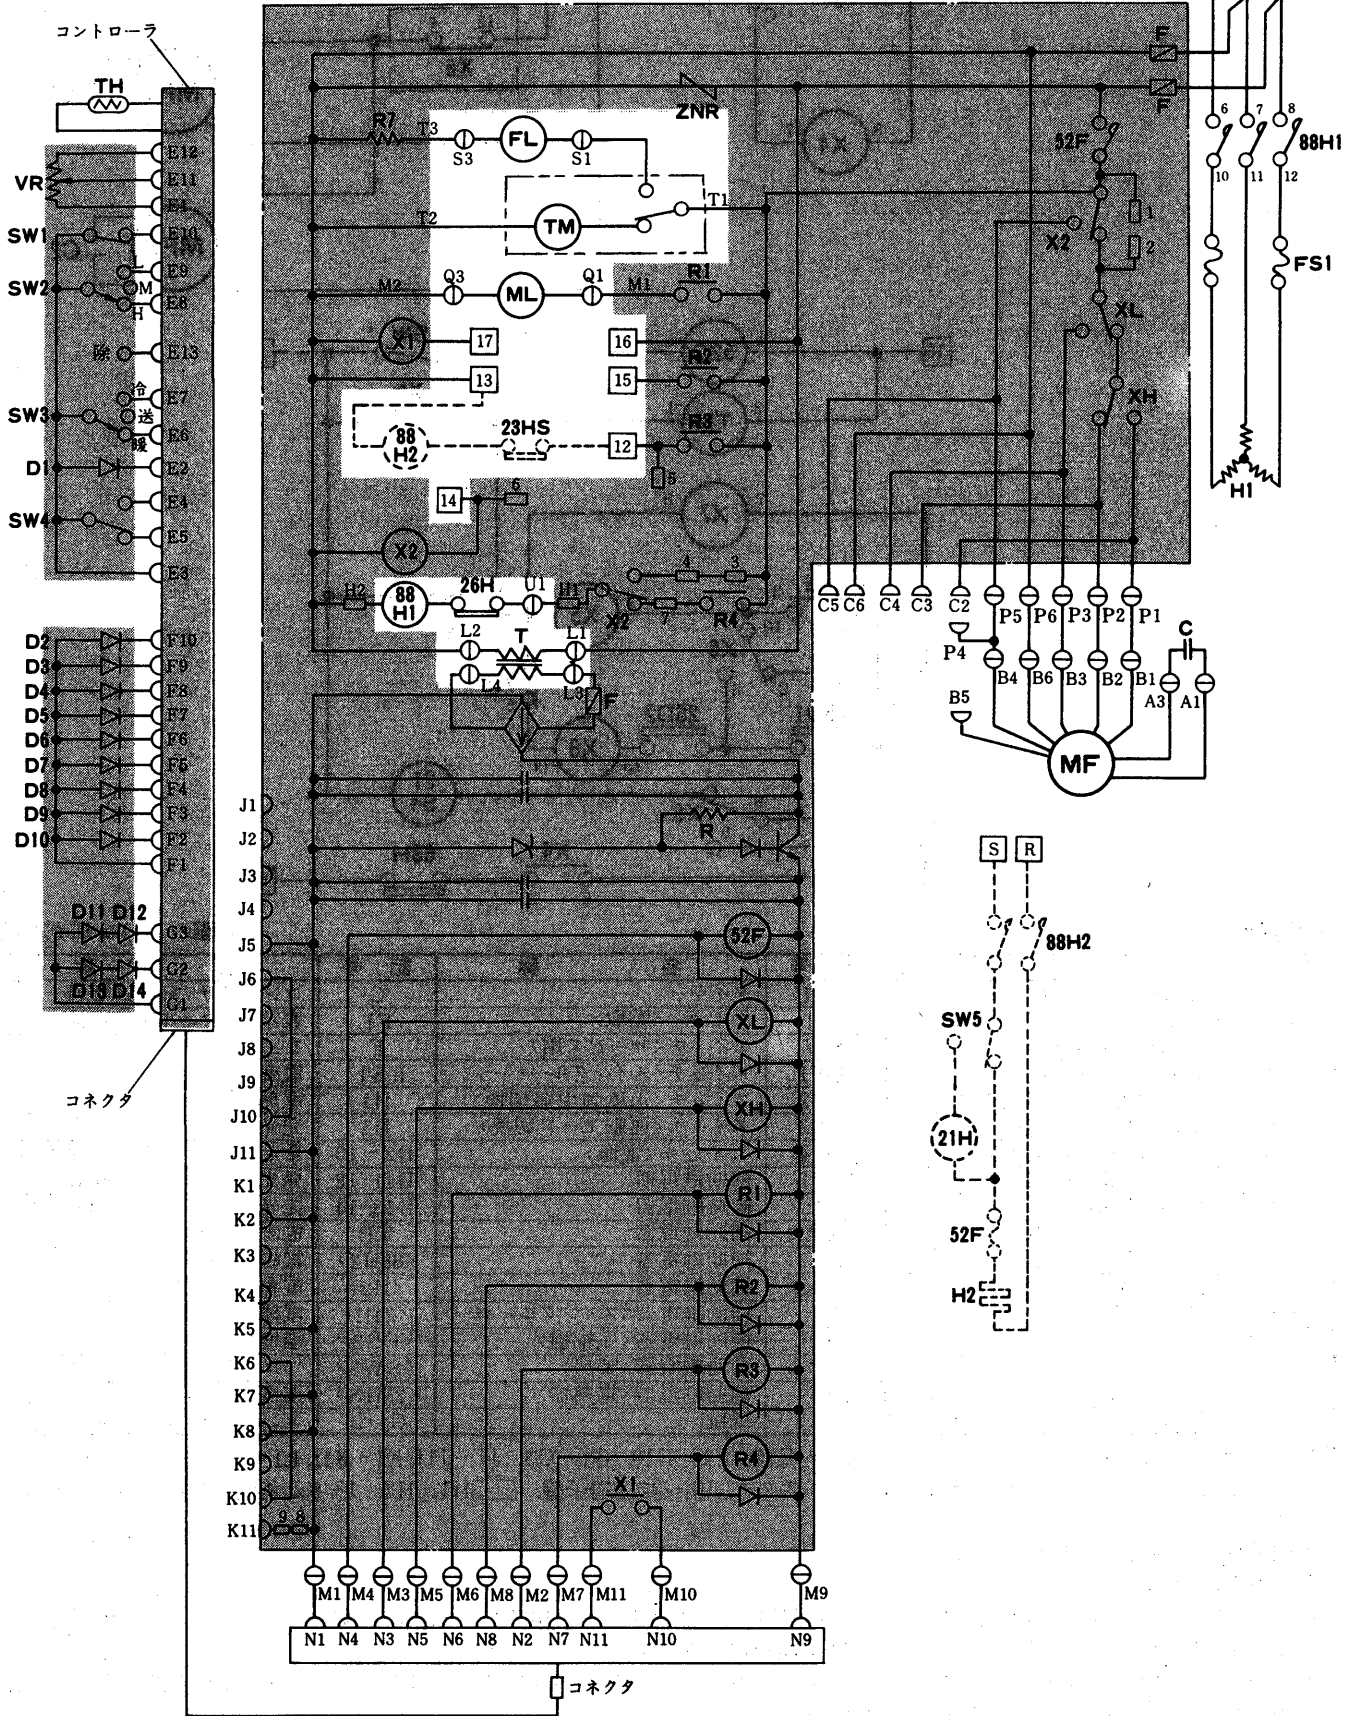 コントローラ
TH
E12
VR
E11
E1
SW1
E10
L
E9
SW2
M
E8
H
除
E13
冷
E7
SW3
送
E6
暖
D1
E2
E4
SW4
E5
E3
D2
F10
D3
F9
D4
F8
D5
F7
D6
F6
D7
F5
D8
F4
D9
F3
D10
F2
F1
D11
D12
G3
G2
D13
D14
G1
コネクタ
F
F
ZNR
R7
T3
S3
FL
S1
T2
TM
T1
52F
1
X2
2
88H1
6
7
8
10
11
12
FS1
H1
M2
Q3
ML
Q1
M1
R1
X1
17
16
R2
13
15
XL
XH
88
H2
23HS
12
R3
5
14
6
X2
H2
88
H1
26H
U1
H1
X2
4
3
7
R4
L2
T
L1
L4
L3
F
C5
C6
C4
C3
C2
P5
P6
P3
P2
P1
P4
B4
B6
B3
B2
B1
C
A3
A1
B5
MF
R
J1
J2
J3
J4
J5
J6
J7
J8
J9
J10
J11
K1
K2
K3
K4
K5
K6
K7
K8
K9
K10
K11
9
8
52F
XL
XH
R1
R2
R3
R4
X1
S
R
88H2
SW5
21H
52F
H2
M1
M4
M3
M5
M6
M8
M2
M7
M11
M10
M9
N1
N4
N3
N5
N6
N8
N2
N7
N11
N10
N9
コネクタ